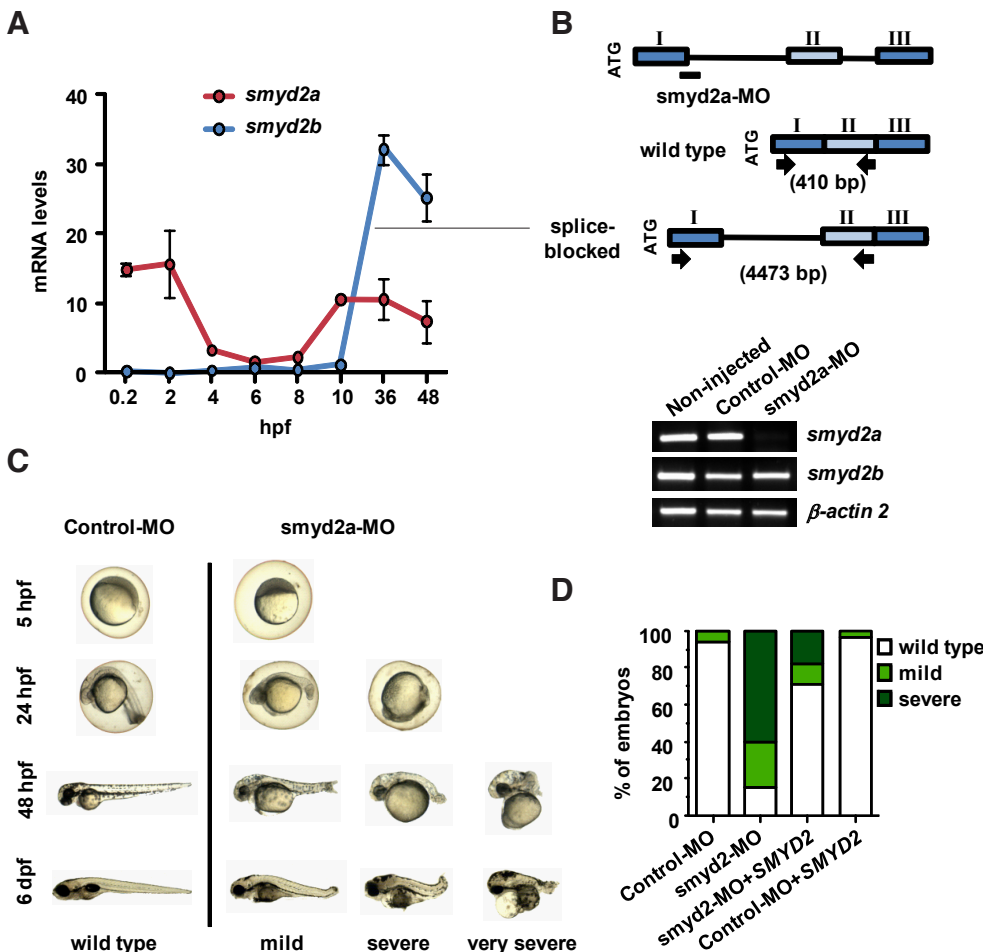 A
40
30
20
10
0
mRNA levels
smyd2a
smyd2b
0.2 2 4 6 8 10 36 48
hpf
B
I II III
ATG
smyd2a-MO
I II III
wild type
ATG
(410 bp)
I II III
splice-
blocked
ATG
(4473 bp)
Non-injected
Control-MO
smyd2a-MO
smyd2a
smyd2b
β-actin 2
C
Control-MO smyd2a-MO
5 hpf
24 hpf
48 hpf
6 dpf
wild type mild severe very severe
D
100
80
60
40
20
0
% of embryos
wild type
mild
severe
Control-MO
smyd2-MO
smyd2-MO+SMYD2
Control-MO+SMYD2